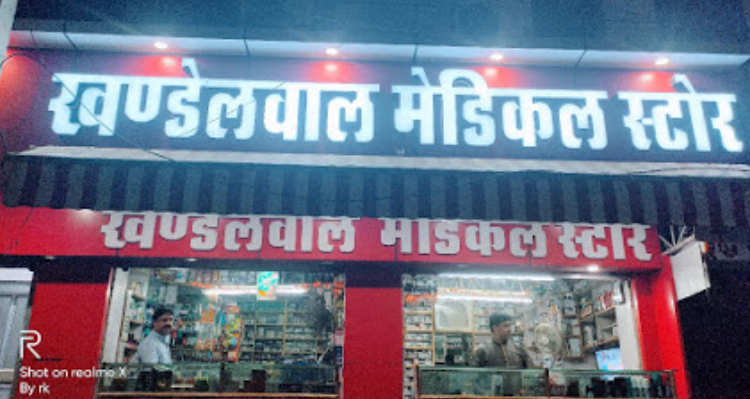 खण्डेलवाल मेडिकल स्टोर
खण्डेलवाल मेडिकल स्टोर
R
Shot on realme X
By rk